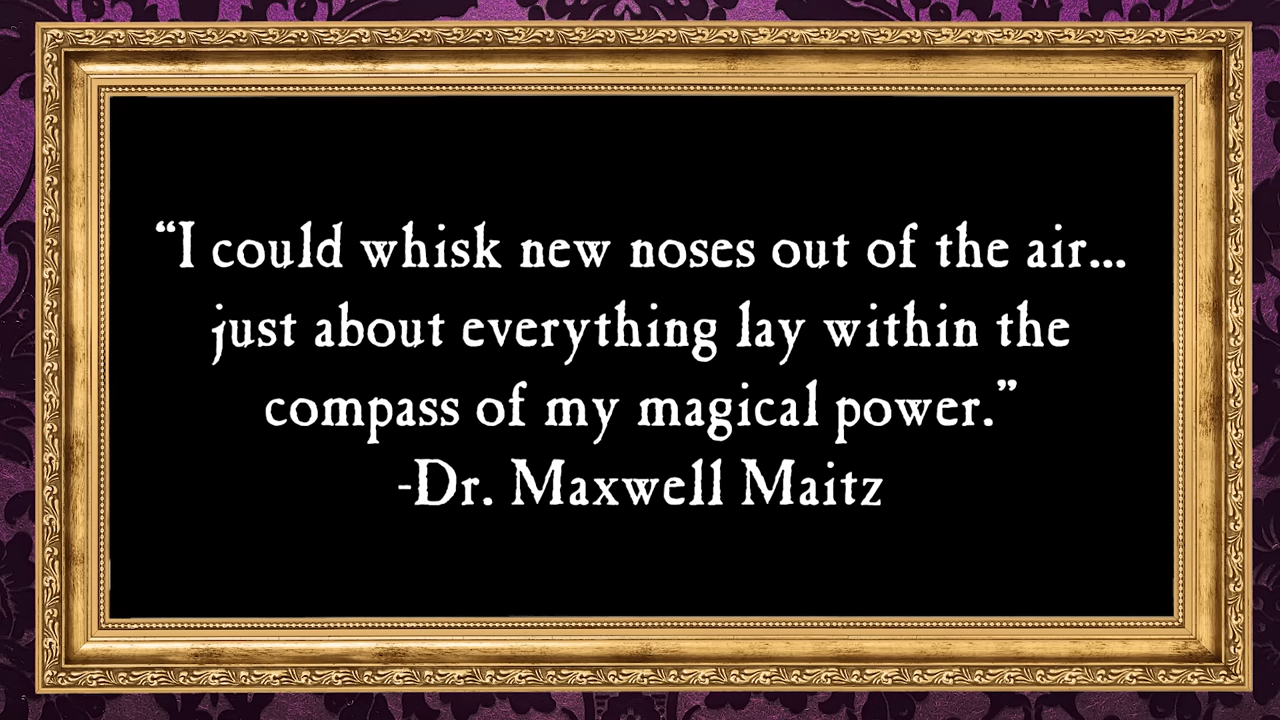 “I could whisk new noses out of the air...
just about everything lay within the
compass of my magical power.”
-Dr. Maxwell Maitz